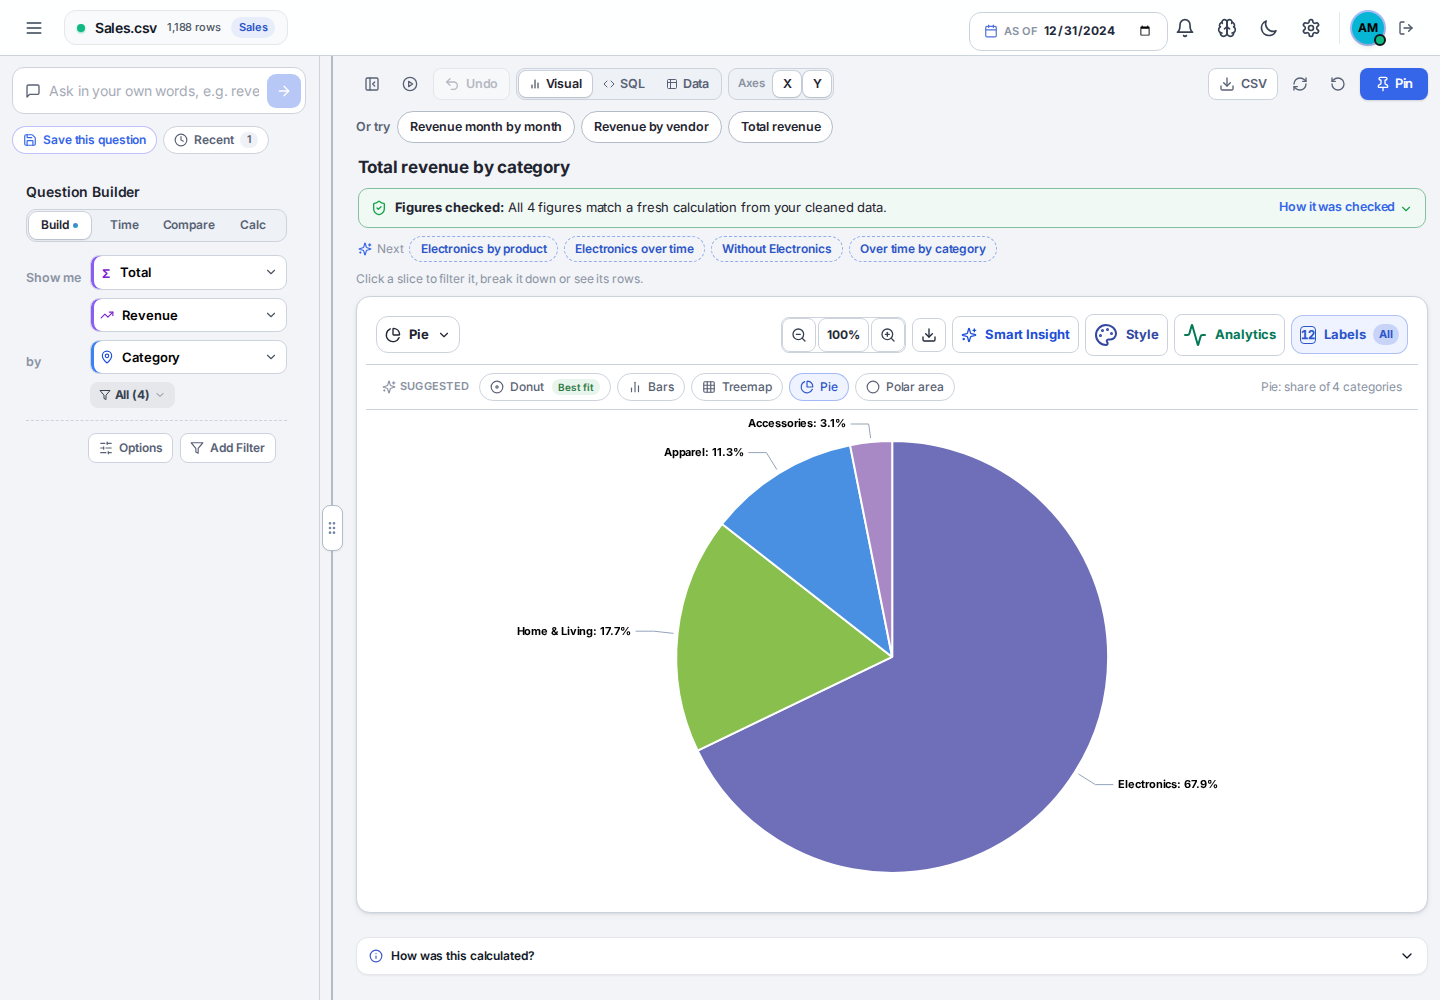 Sales.csv 1,188 rows Sales
AS OF 12/31/2024
AM
Ask in your own words, e.g. reve
Save this question
Recent 1
Question Builder
Build Time Compare Calc
Show me Σ Total
Revenue
by Category
All (4)
Options Add Filter
Undo Visual SQL Data Axes X Y CSV Pin
Or try Revenue month by month Revenue by vendor Total revenue
Total revenue by category
Figures checked: All 4 figures match a fresh calculation from your cleaned data. How it was checked
Next Electronics by product Electronics over time Without Electronics Over time by category
Click a slice to filter it, break it down or see its rows.
Pie 100% Smart Insight Style Analytics 12 Labels All
SUGGESTED Donut Best fit Bars Treemap Pie Polar area Pie: share of 4 categories
Accessories: 3.1%
Apparel: 11.3%
Home & Living: 17.7%
Electronics: 67.9%
How was this calculated?